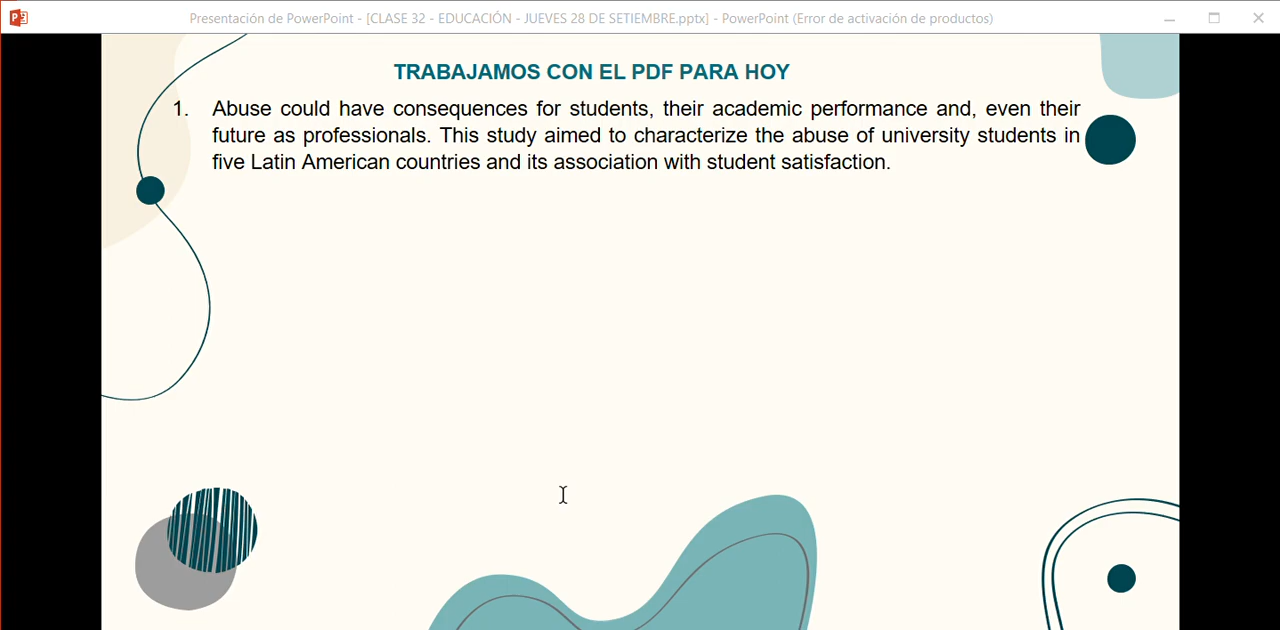 Presentación de PowerPoint - [CLASE 32 - EDUCACIÓN - JUEVES 28 DE SETIEMBRE.pptx] - PowerPoint (Error de activación de productos)
TRABAJAMOS CON EL PDF PARA HOY
1. Abuse could have consequences for students, their academic performance and, even their
future as professionals. This study aimed to characterize the abuse of university students in
five Latin American countries and its association with student satisfaction.